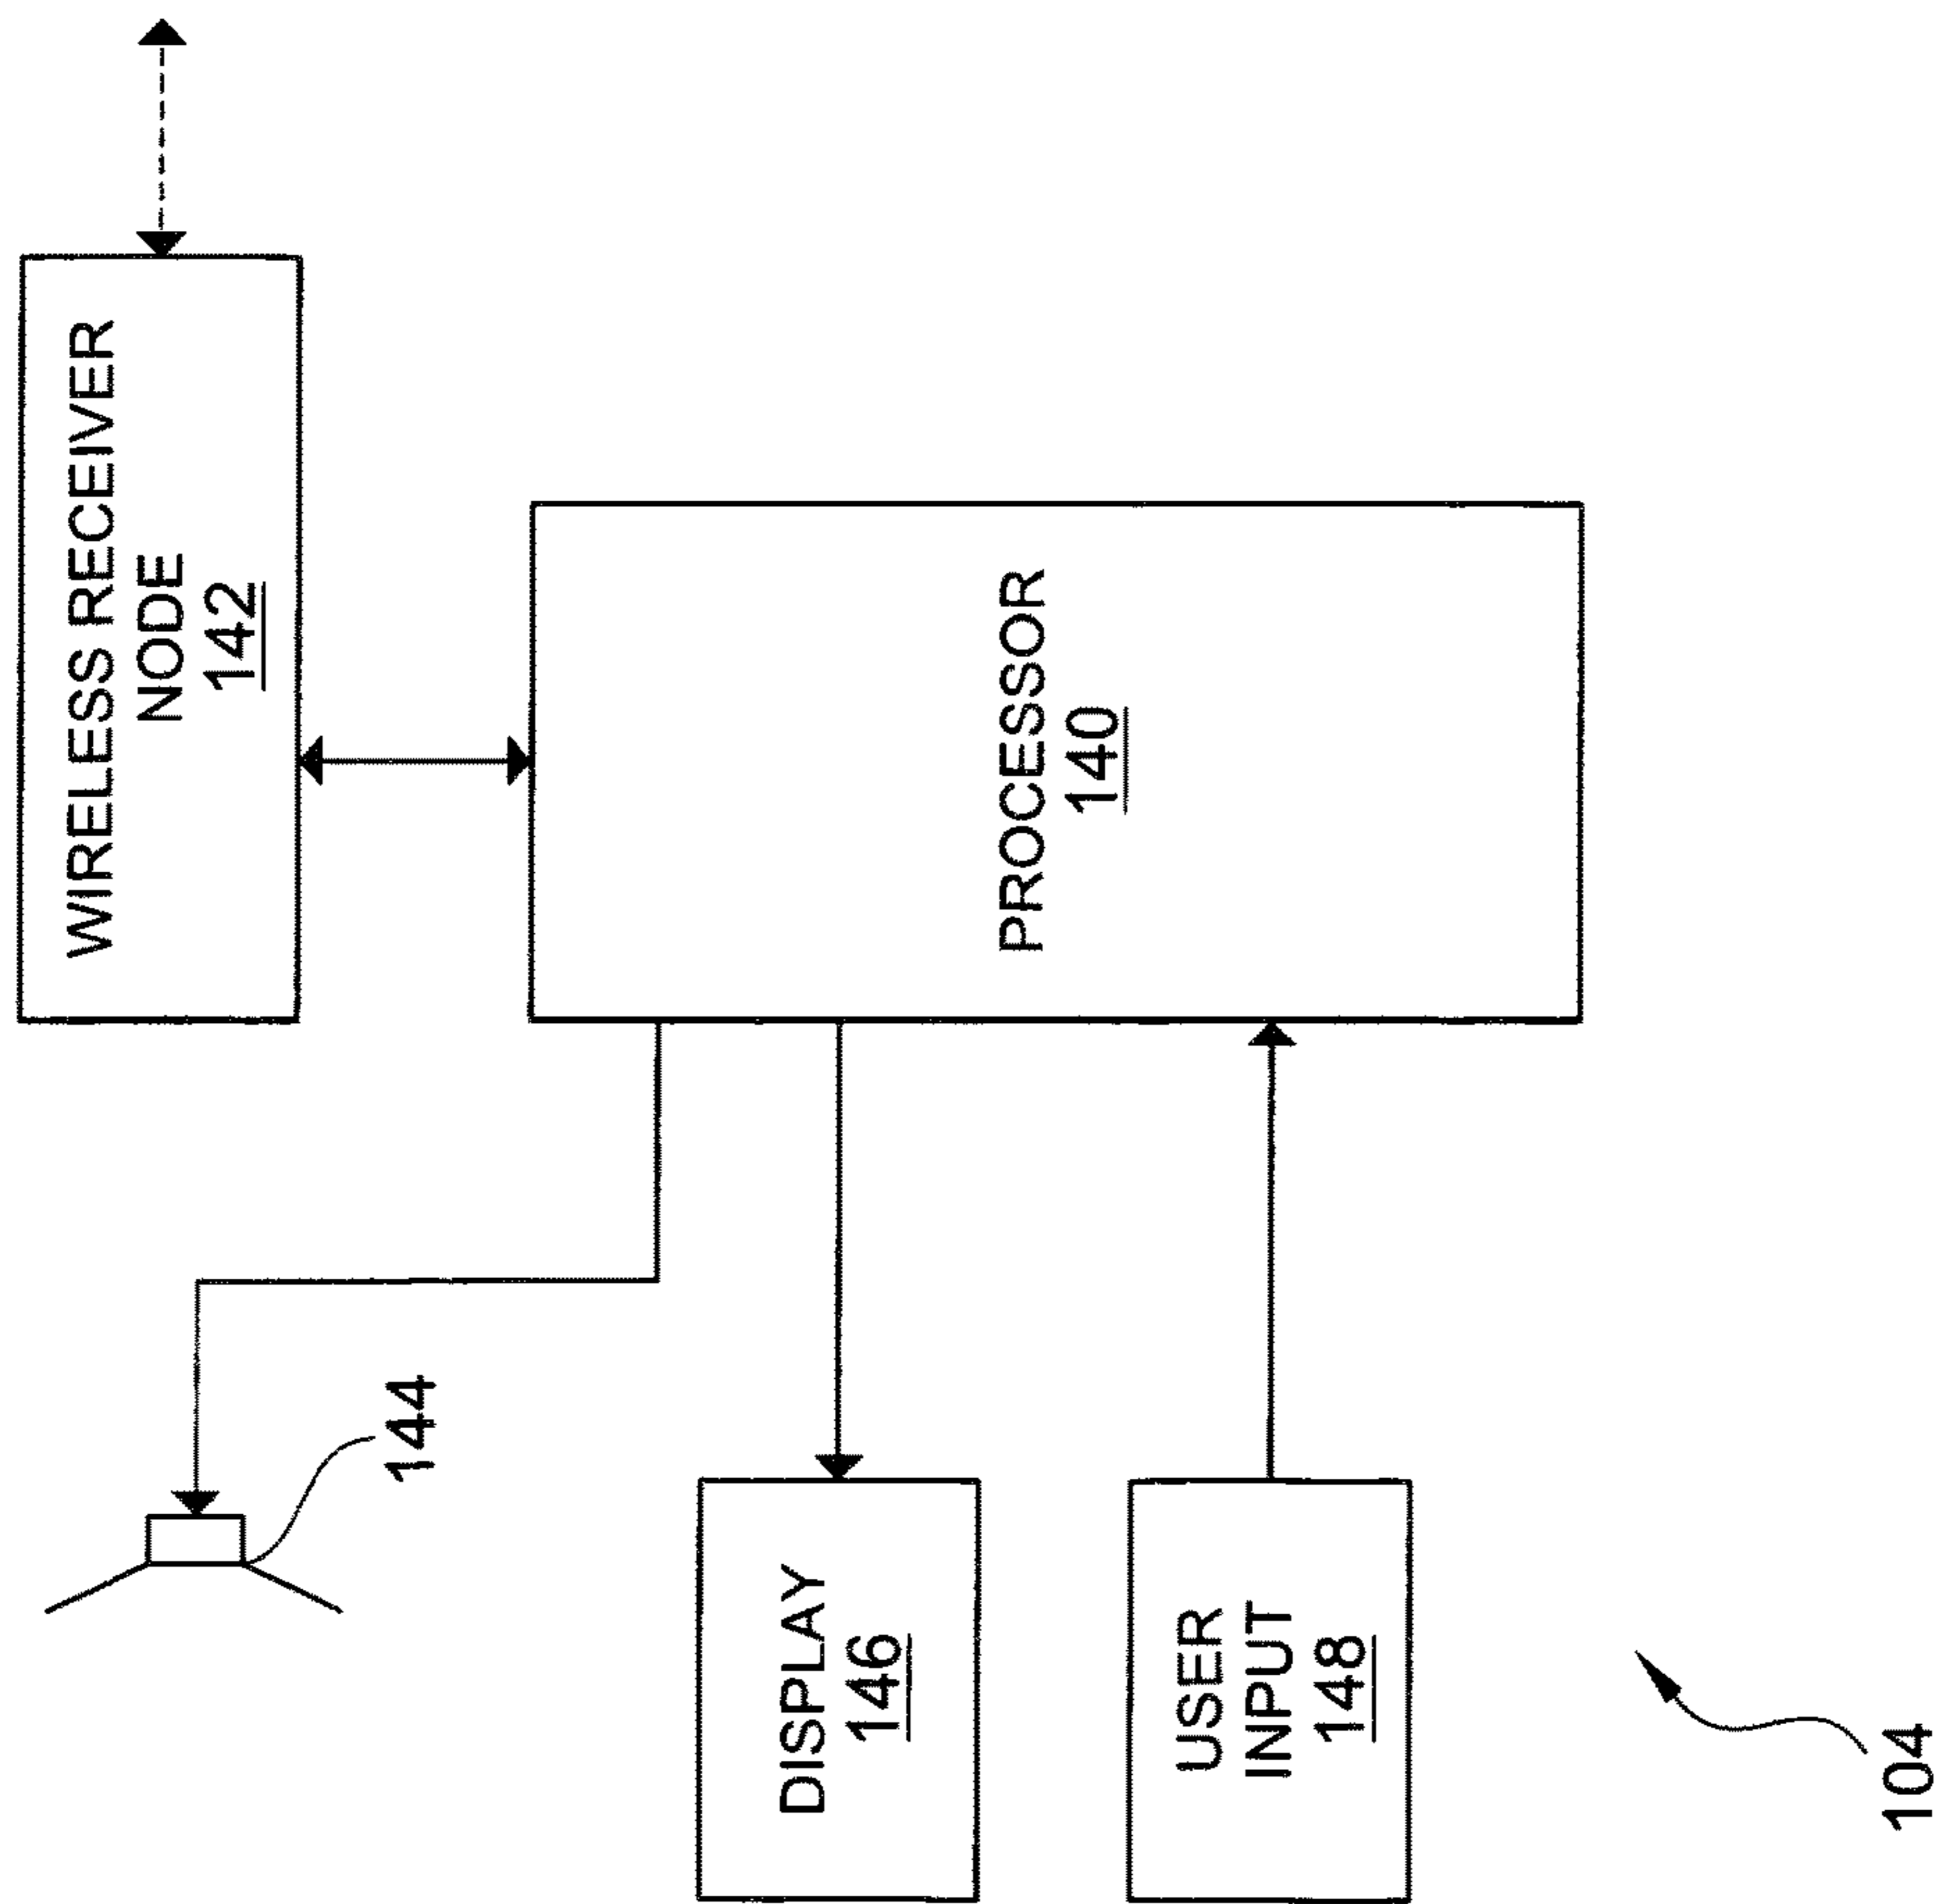 WIRELESS RECEIVER
NODE
142
PROCESSOR
140
144
DISPLAY
146
USER
INPUT
148
104